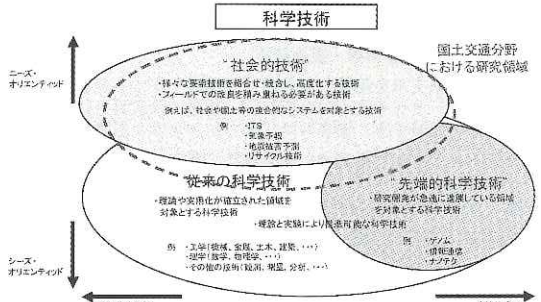 科学技術
国土交通分野
における研究領域
ニーズ・
オリエンティッド
"社会的技術"
・様々な要素技術を組合せ・統合し、高度化する技術
・フィールドでの改良を積み重ねる必要がある技術
例えば、社会や国土等の複合的なシステムを対象とする技術
例 ・ITS
・気象予報
・地震被害予測
・リサイクル技術
従来の科学技術
・理論や実用化が確立された領域を
対象とする科学技術
・理論と実験により推進可能な科学技術
例 ・工学(機械、金属、土木、建築、・・・)
・理学(数学、物理学、・・・)
・その他の技術(観測、測量、分析、・・・)
"先端的科学技術"
・研究開発が急速に進展している領域
を対象とする科学技術
例 ・ゲノム
・情報通信
・ナノテク
シーズ・
オリエンティッド